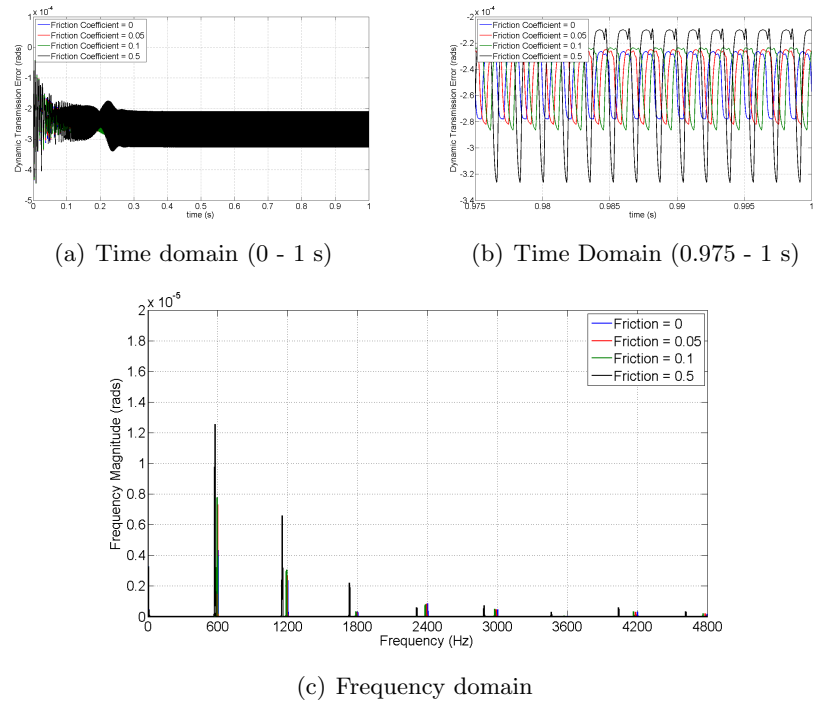 x 10^-4
Friction Coefficient = 0
Friction Coefficient = 0.05
Friction Coefficient = 0.1
Friction Coefficient = 0.5
Dynamic Transmission Error (rads)
1
0
-1
-2
-3
-4
-5
0 0.1 0.2 0.3 0.4 0.5 0.6 0.7 0.8 0.9 1
time (s)
(a) Time domain (0 - 1 s)
x 10^-4
Friction Coefficient = 0
Friction Coefficient = 0.05
Friction Coefficient = 0.1
Friction Coefficient = 0.5
Dynamic Transmission Error (rads)
-2
-2.2
-2.4
-2.6
-2.8
-3
-3.2
-3.4
0.975 0.98 0.985 0.99 0.995 1
time (s)
(b) Time Domain (0.975 - 1 s)
x 10^-5
Friction = 0
Friction = 0.05
Friction = 0.1
Friction = 0.5
Frequency Magnitude (rads)
2
1.8
1.6
1.4
1.2
1
0.8
0.6
0.4
0.2
0
0 600 1200 1800 2400 3000 3600 4200 4800
Frequency (Hz)
(c) Frequency domain